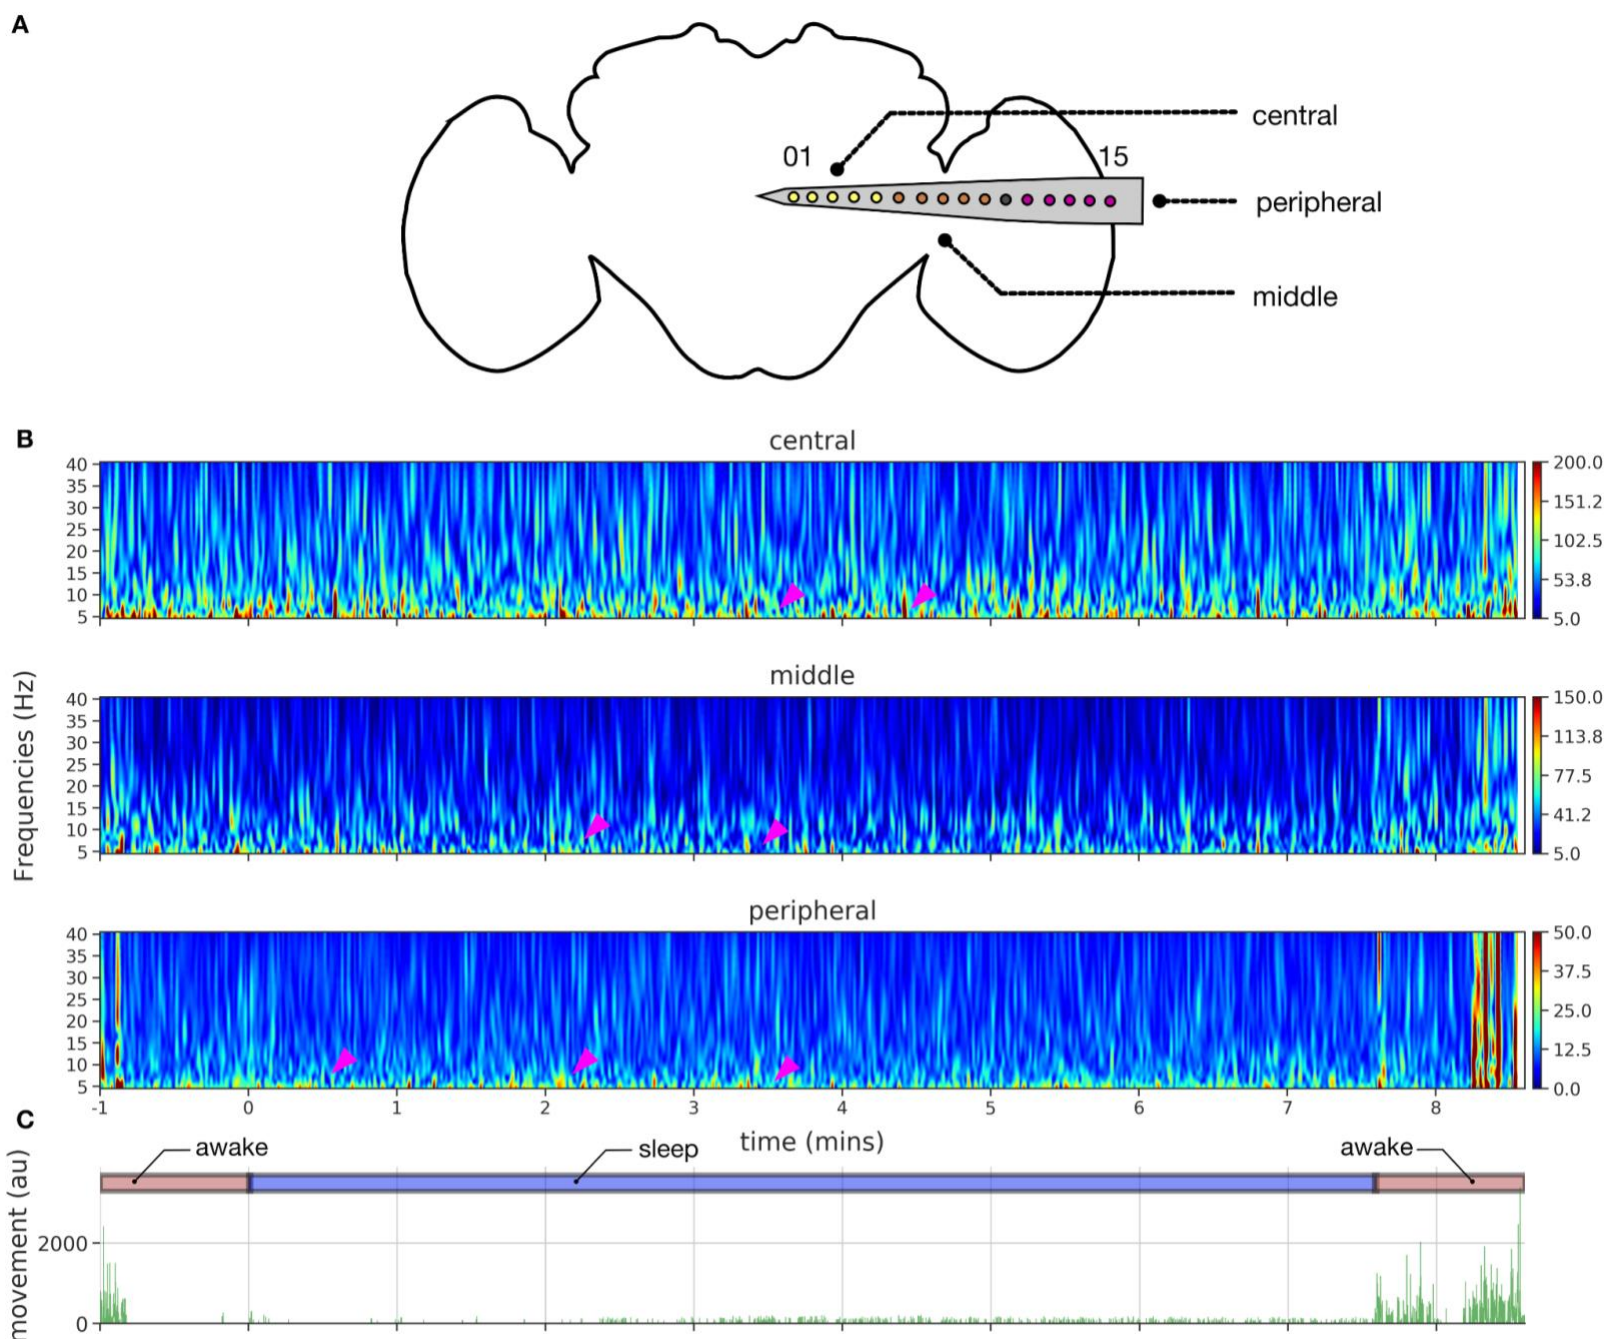 A
central
01
15
peripheral
middle
B
central
40
35
30
25
20
15
10
5
200.0
151.2
102.5
53.8
5.0
middle
Frequencies (Hz)
40
35
30
25
20
15
10
5
150.0
113.8
77.5
41.2
5.0
peripheral
40
35
30
25
20
15
10
5
50.0
37.5
25.0
12.5
0.0
-1 0 1 2 3 4 5 6 7 8
time (mins)
C
awake
sleep
awake
movement (au)
2000
0